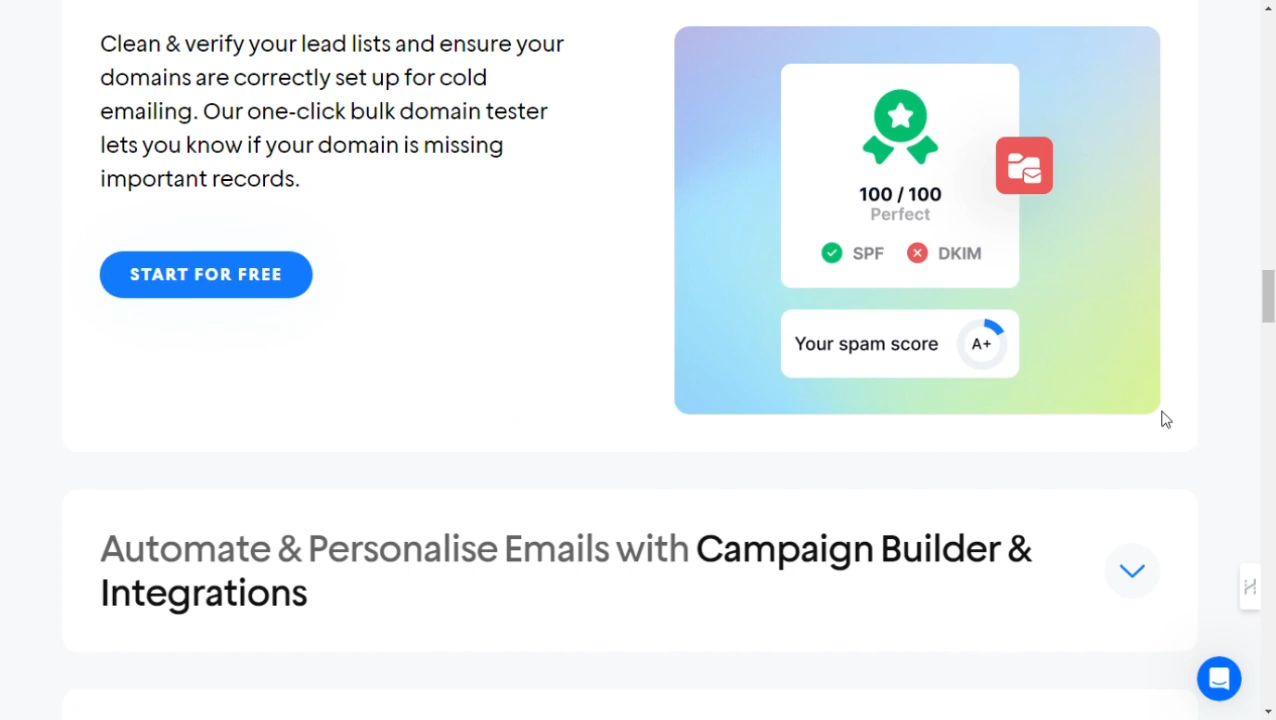 Clean & verify your lead lists and ensure your
domains are correctly set up for cold
emailing. Our one-click bulk domain tester
lets you know if your domain is missing
important records.
START FOR FREE
100 / 100
Perfect
SPF DKIM
Your spam score A+
Automate & Personalise Emails with Campaign Builder &
Integrations